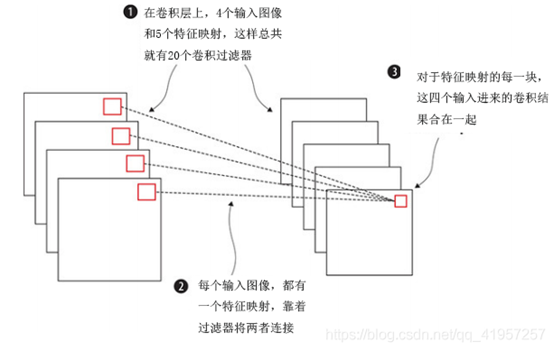 ❶ 在卷积层上，4个输入图像
和5个特征映射，这样总共
就有20个卷积过滤器
❸ 对于特征映射的每一块，
这四个输入进来的卷积结
果合在一起
❷ 每个输入图像，都有
一个特征映射，靠着
过滤器将两者连接
https://blog.csdn.net/qq_41957257